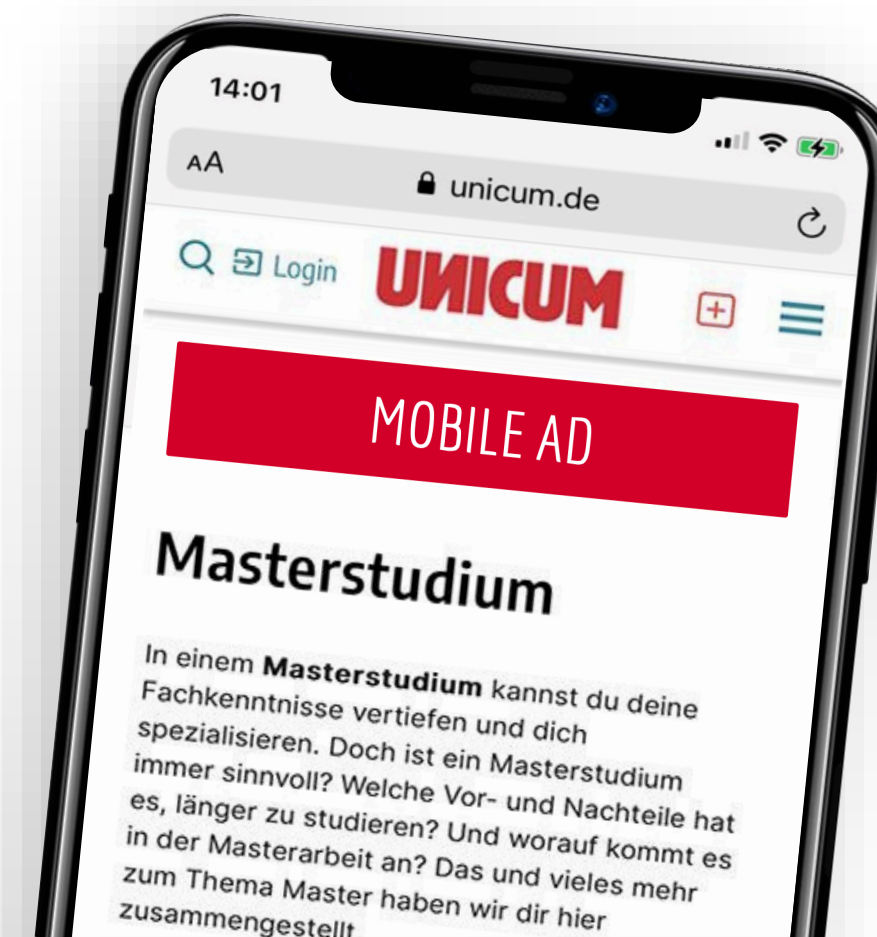 14:01
AA unicum.de
Login UNICUM
MOBILE AD
Masterstudium
In einem Masterstudium kannst du deine
Fachkenntnisse vertiefen und dich
spezialisieren. Doch ist ein Masterstudium
immer sinnvoll? Welche Vor- und Nachteile hat
es, länger zu studieren? Und worauf kommt es
in der Masterarbeit an? Das und vieles mehr
zum Thema Master haben wir dir hier
zusammengestellt